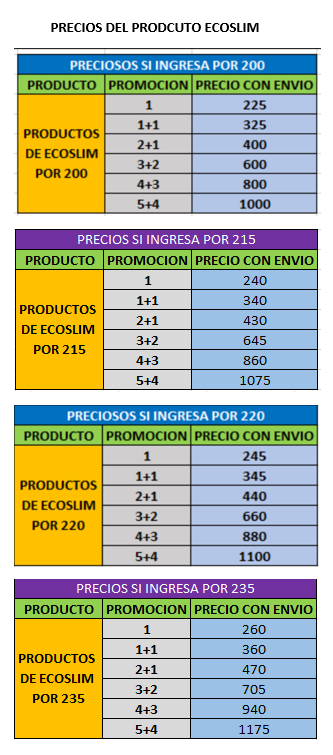 PRECIOS DEL PRODCUTO ECOSLIM
PRECIOSOS SI INGRESA POR 200
PRODUCTO PROMOCION PRECIO CON ENVIO
PRODUCTOS DE ECOSLIM POR 200
1 225
1+1 325
2+1 400
3+2 600
4+3 800
5+4 1000
PRECIOS SI INGRESA POR 215
PRODUCTO PROMOCION PRECIO CON ENVIO
PRODUCTOS DE ECOSLIM POR 215
1 240
1+1 340
2+1 430
3+2 645
4+3 860
5+4 1075
PRECIOSOS SI INGRESA POR 220
PRODUCTO PROMOCION PRECIO CON ENVIO
PRODUCTOS DE ECOSLIM POR 220
1 245
1+1 345
2+1 440
3+2 660
4+3 880
5+4 1100
PRECIOS SI INGRESA POR 235
PRODUCTO PROMOCION PRECIO CON ENVIO
PRODUCTOS DE ECOSLIM POR 235
1 260
1+1 360
2+1 470
3+2 705
4+3 940
5+4 1175